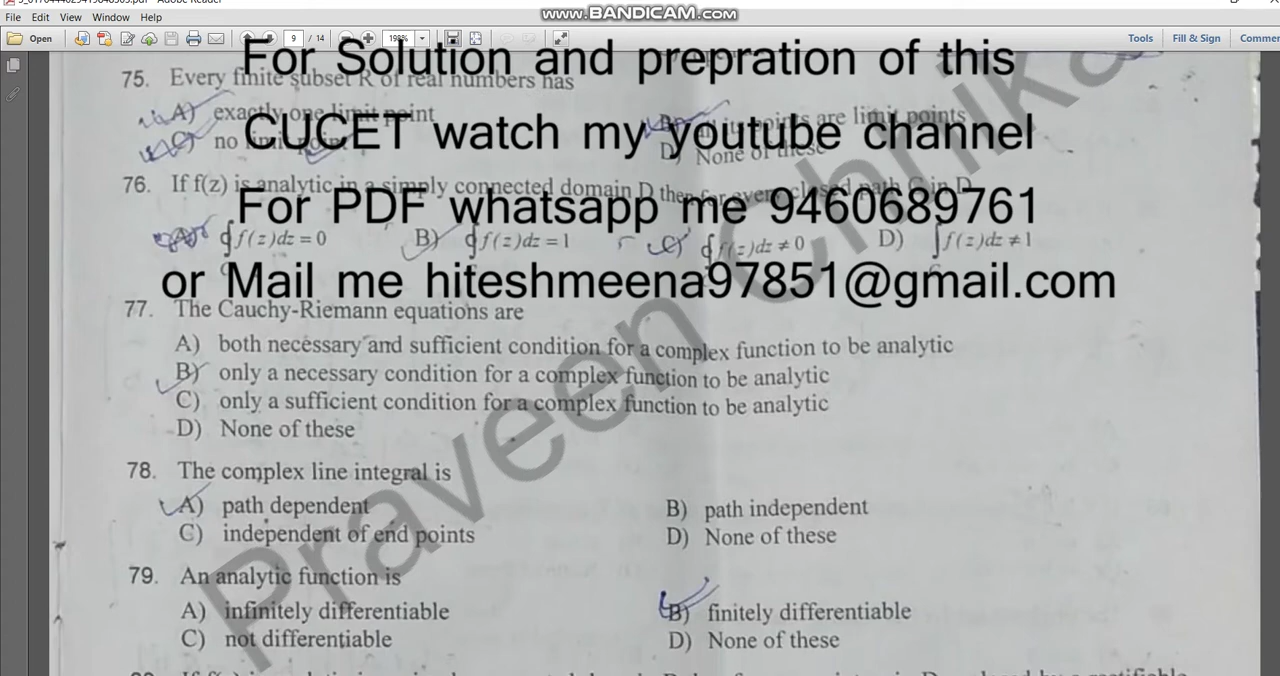 File Edit View Window Help
www.BANDICAM.com
Open 9 / 14 Tools Fill & Sign
For Solution and prepration of this
75. Every finite subset R of real numbers has
A) exactly one limit point
points are limit points
CUCET watch my youtube channel
C) no limit
D) None of these
76. If f(z) is analytic in a simply connected domain D then for every closed path C in D
For PDF whatsapp me 9460689761
A) ∮ f(z)dz = 0 B) ∮ f(z)dz = 1 C) ∮ f(z)dz ≠ 0 D) ∫ f(z)dz ≠ 1
or Mail me hiteshmeena97851@gmail.com
77. The Cauchy-Riemann equations are
A) both necessary and sufficient condition for a complex function to be analytic
B) only a necessary condition for a complex function to be analytic
C) only a sufficient condition for a complex function to be analytic
D) None of these
78. The complex line integral is
A) path dependent B) path independent
C) independent of end points D) None of these
79. An analytic function is
A) infinitely differentiable B) finitely differentiable
C) not differentiable D) None of these
Praveen Chhika